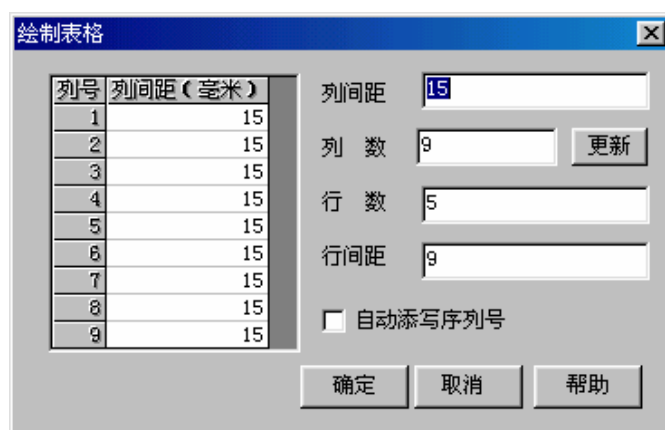 绘制表格
列号 列间距(毫米)
1 15
2 15
3 15
4 15
5 15
6 15
7 15
8 15
9 15
列间距 15
列 数 9 更新
行 数 5
行间距 9
自动添写序列号
确定 取消 帮助